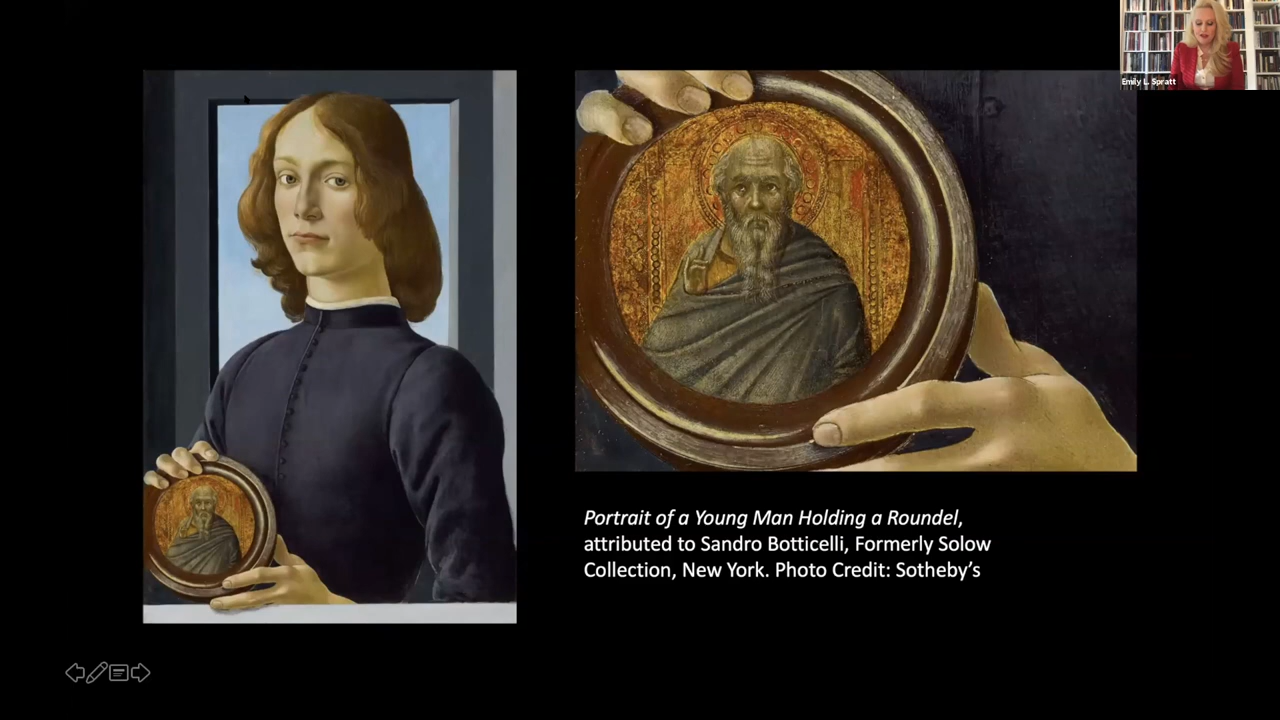 Emily L. Spratt
Portrait of a Young Man Holding a Roundel,
attributed to Sandro Botticelli, Formerly Solow
Collection, New York. Photo Credit: Sotheby's